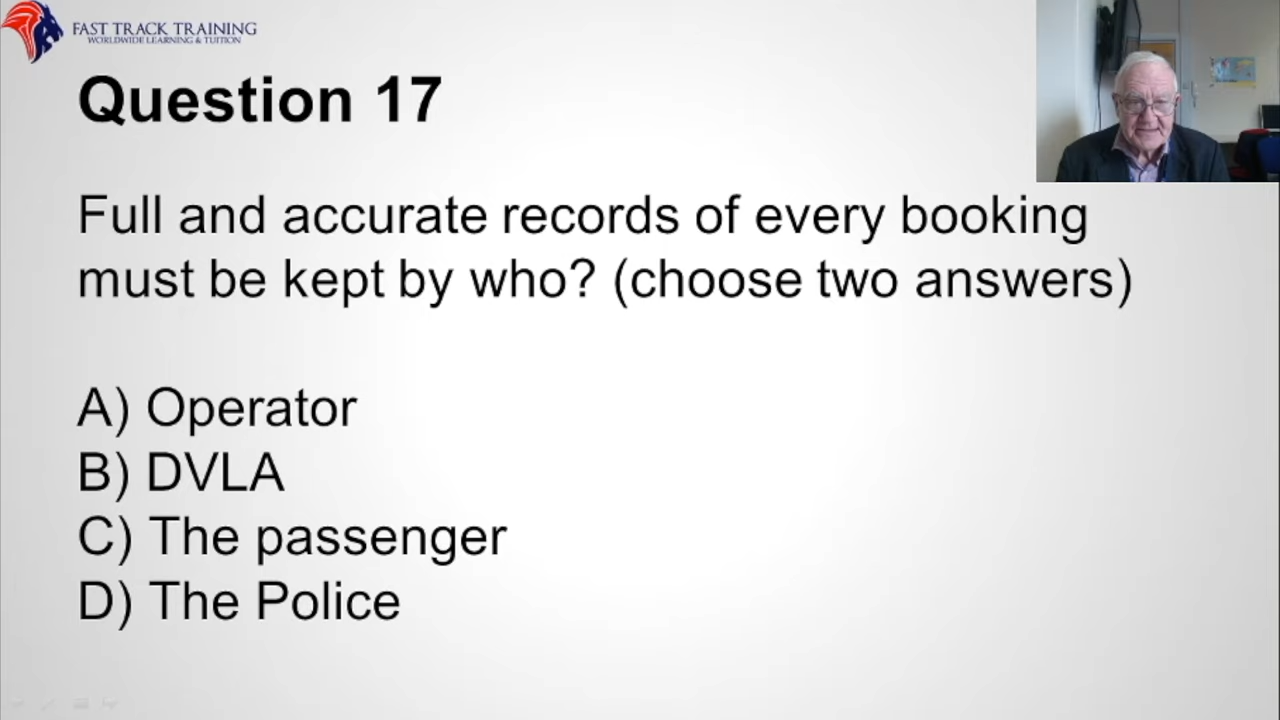 FAST TRACK TRAINING
WORLDWIDE LEARNING & TUITION
Question 17
Full and accurate records of every booking
must be kept by who? (choose two answers)
A) Operator
B) DVLA
C) The passenger
D) The Police